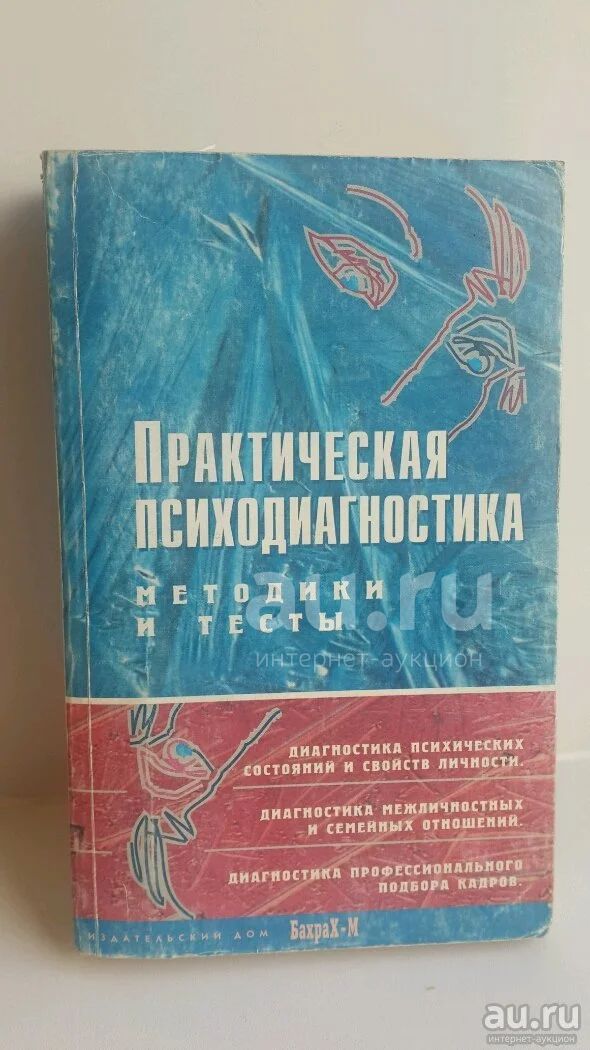 ПРАКТИЧЕСКАЯ
ПСИХОДИАГНОСТИКА
МЕТОДИКИ
И ТЕСТЫ.
au.ru
интернет-аукцион
ДИАГНОСТИКА ПСИХИЧЕСКИХ
СОСТОЯНИЙ И СВОЙСТВ ЛИЧНОСТИ.
ДИАГНОСТИКА МЕЖЛИЧНОСТНЫХ
И СЕМЕЙНЫХ ОТНОШЕНИЙ.
ДИАГНОСТИКА ПРОФЕССИОНАЛЬНОГО
ПОДБОРА КАДРОВ.
ИЗДАТЕЛЬСКИЙ ДОМ БахраХ-М
au.ru
интернет-аукцион